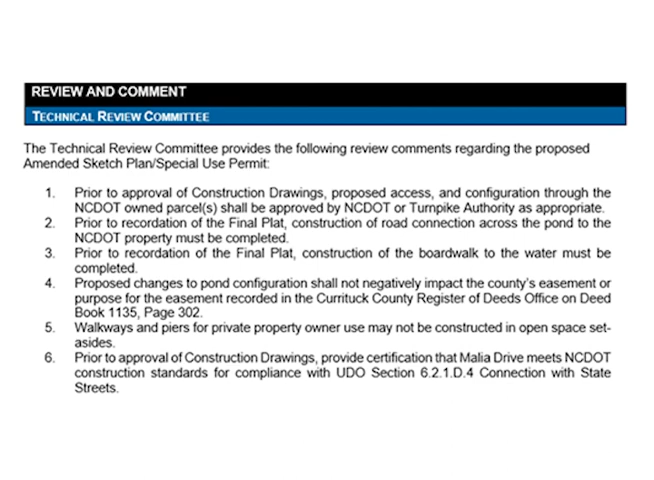 REVIEW AND COMMENT
TECHNICAL REVIEW COMMITTEE
The Technical Review Committee provides the following review comments regarding the proposed
Amended Sketch Plan/Special Use Permit:
1. Prior to approval of Construction Drawings, proposed access, and configuration through the
NCDOT owned parcel(s) shall be approved by NCDOT or Turnpike Authority as appropriate.
2. Prior to recordation of the Final Plat, construction of road connection across the pond to the
NCDOT property must be completed.
3. Prior to recordation of the Final Plat, construction of the boardwalk to the water must be
completed.
4. Proposed changes to pond configuration shall not negatively impact the county's easement or
purpose for the easement recorded in the Currituck County Register of Deeds Office on Deed
Book 1135, Page 302.
5. Walkways and piers for private property owner use may not be constructed in open space set-
asides.
6. Prior to approval of Construction Drawings, provide certification that Malia Drive meets NCDOT
construction standards for compliance with UDO Section 6.2.1.D.4 Connection with State
Streets.